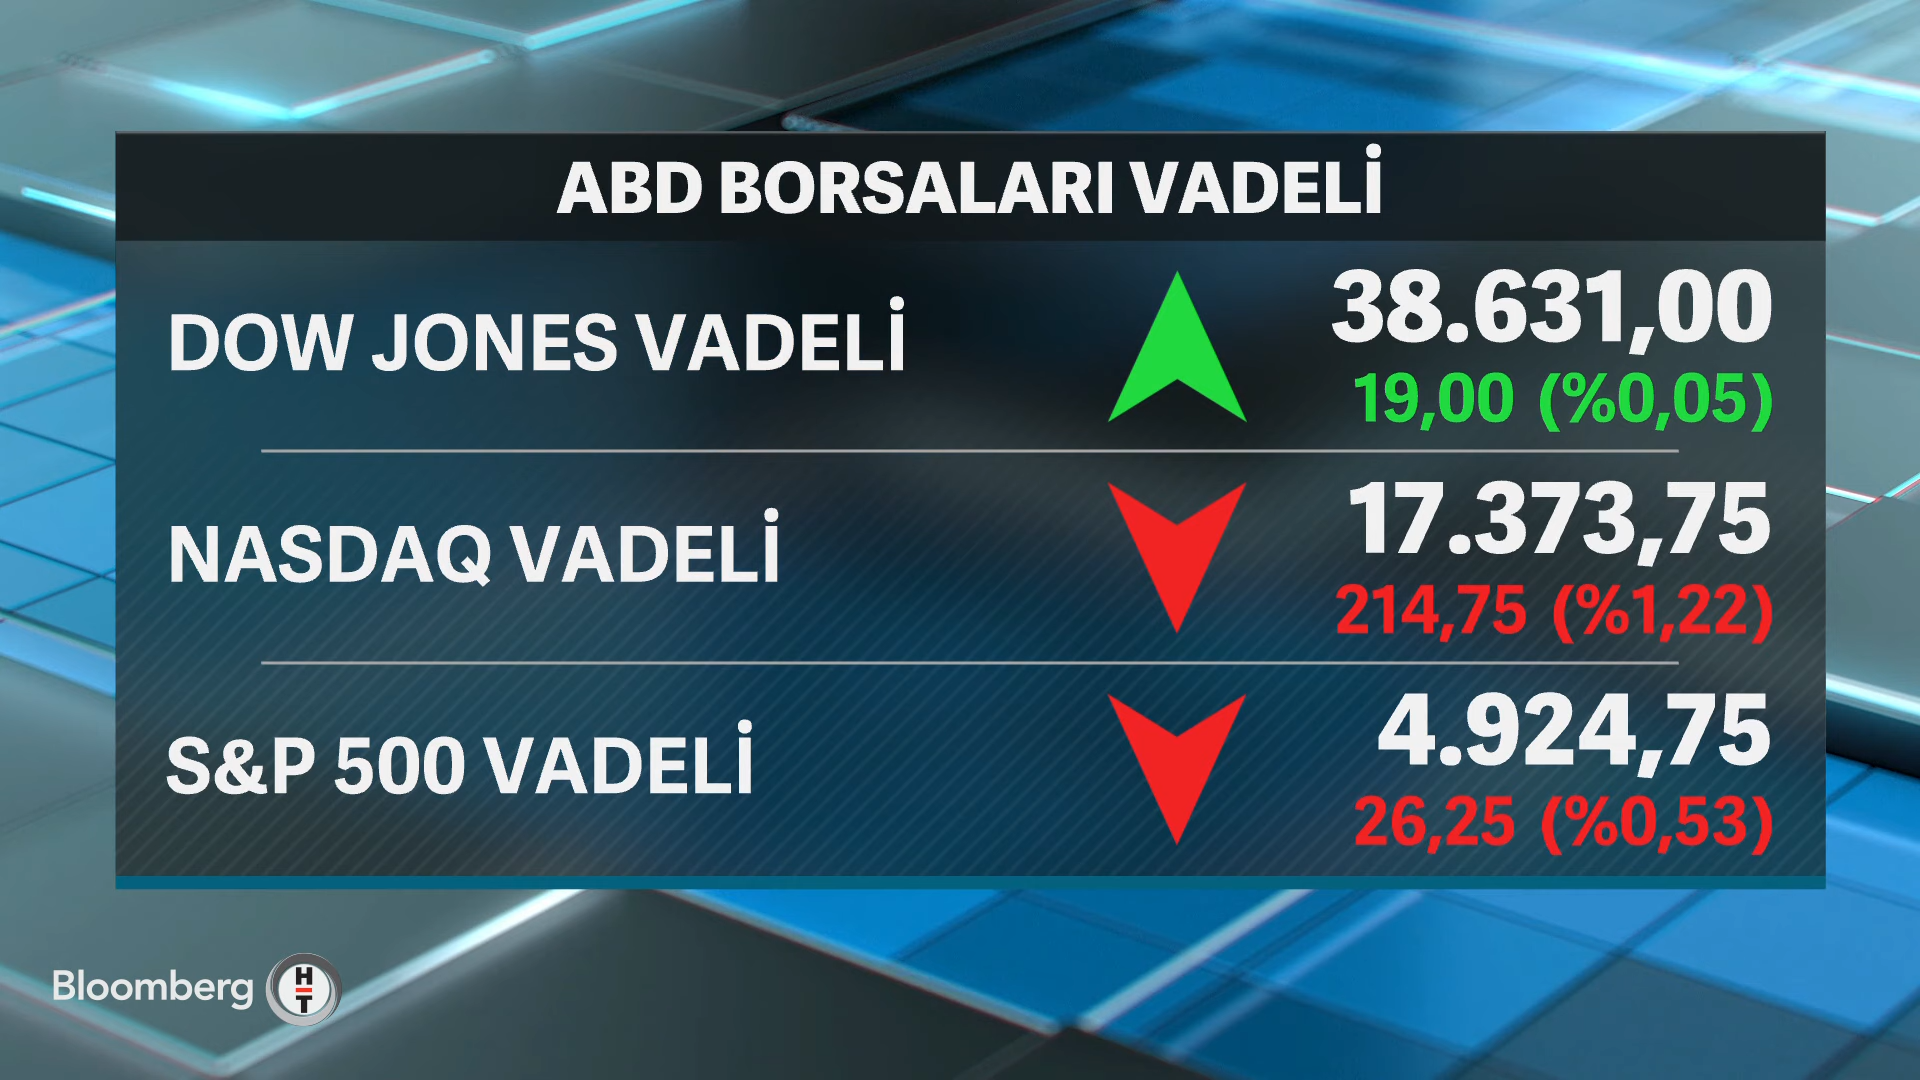 ABD BORSALARI VADELİ
DOW JONES VADELİ
38.631,00
19,00 (%0,05)
NASDAQ VADELİ
17.373,75
214,75 (%1,22)
S&P 500 VADELİ
4.924,75
26,25 (%0,53)
Bloomberg HT